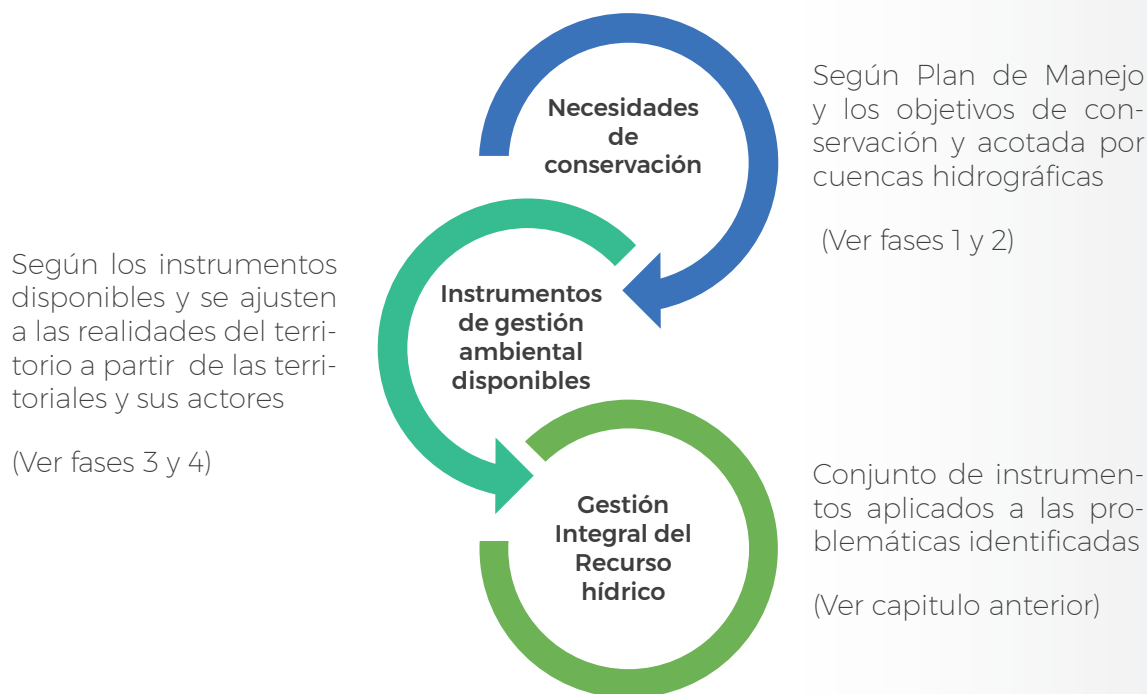 Necesidades
de
conservación
Según Plan de Manejo
y los objetivos de con-
servación y acotada por
cuencas hidrográficas
(Ver fases 1 y 2)
Instrumentos
de gestión
ambiental
disponibles
Según los instrumentos
disponibles y se ajusten
a las realidades del terri-
torio a partir de las terri-
toriales y sus actores
(Ver fases 3 y 4)
Gestión
Integral del
Recurso
hídrico
Conjunto de instrumen-
tos aplicados a las pro-
blemáticas identificadas
(Ver capitulo anterior)